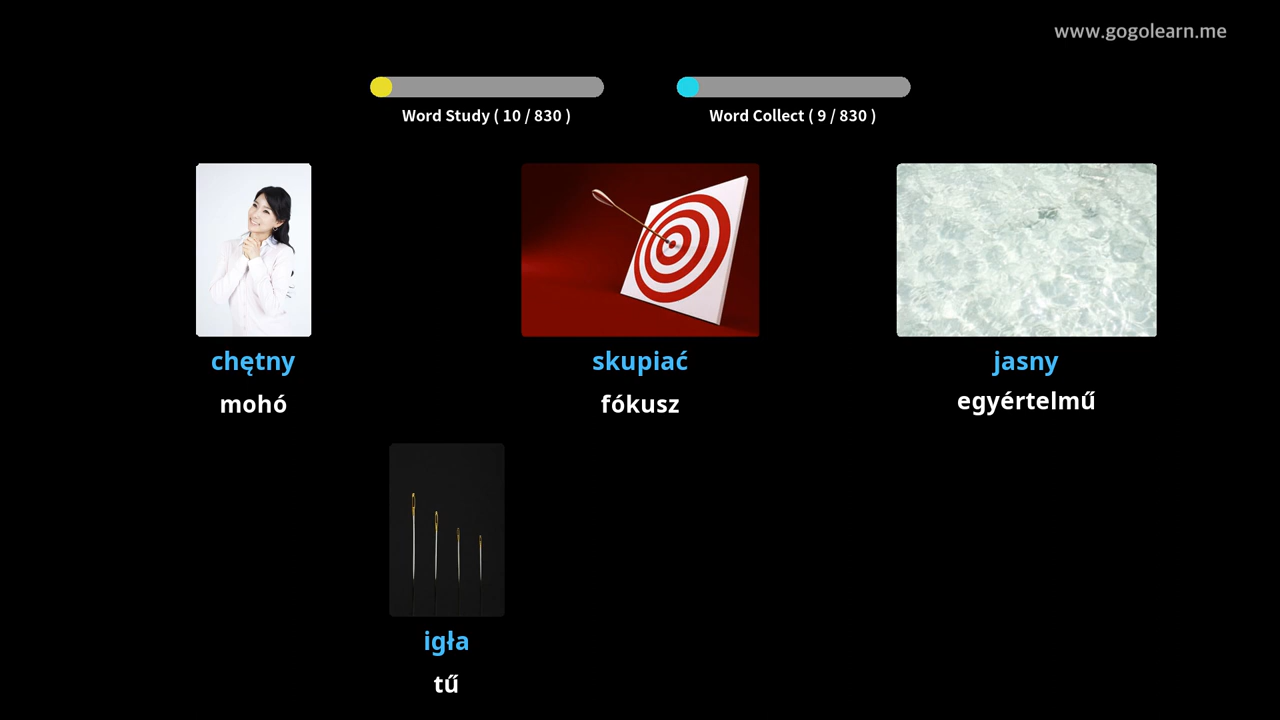 www.gogolearn.me
Word Study ( 10 / 830 )
Word Collect ( 9 / 830 )
chętny
skupiać
jasny
mohó
fókusz
egyértelmű
igła
tű